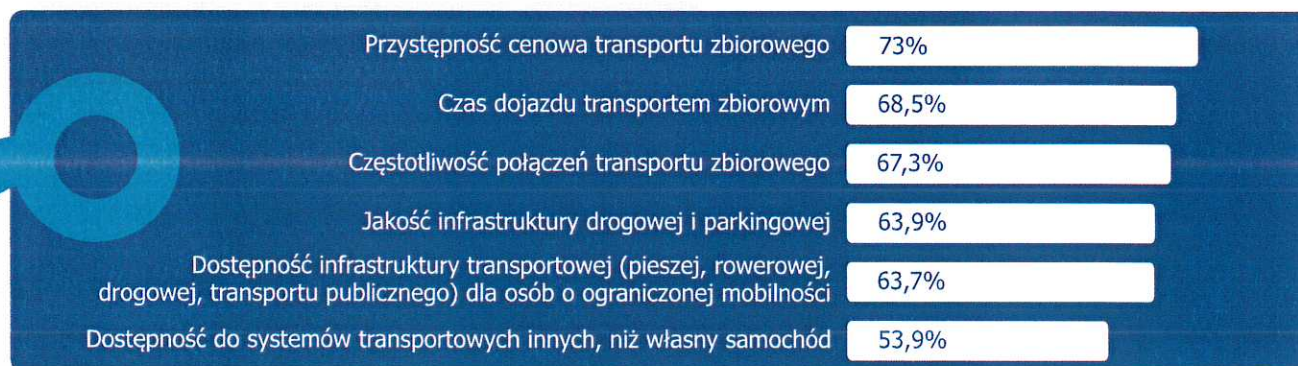 Przystępność cenowa transportu zbiorowego 73%
Czas dojazdu transportem zbiorowym 68,5%
Częstotliwość połączeń transportu zbiorowego 67,3%
Jakość infrastruktury drogowej i parkingowej 63,9%
Dostępność infrastruktury transportowej (pieszej, rowerowej,
drogowej, transportu publicznego) dla osób o ograniczonej mobilności 63,7%
Dostępność do systemów transportowych innych, niż własny samochód 53,9%